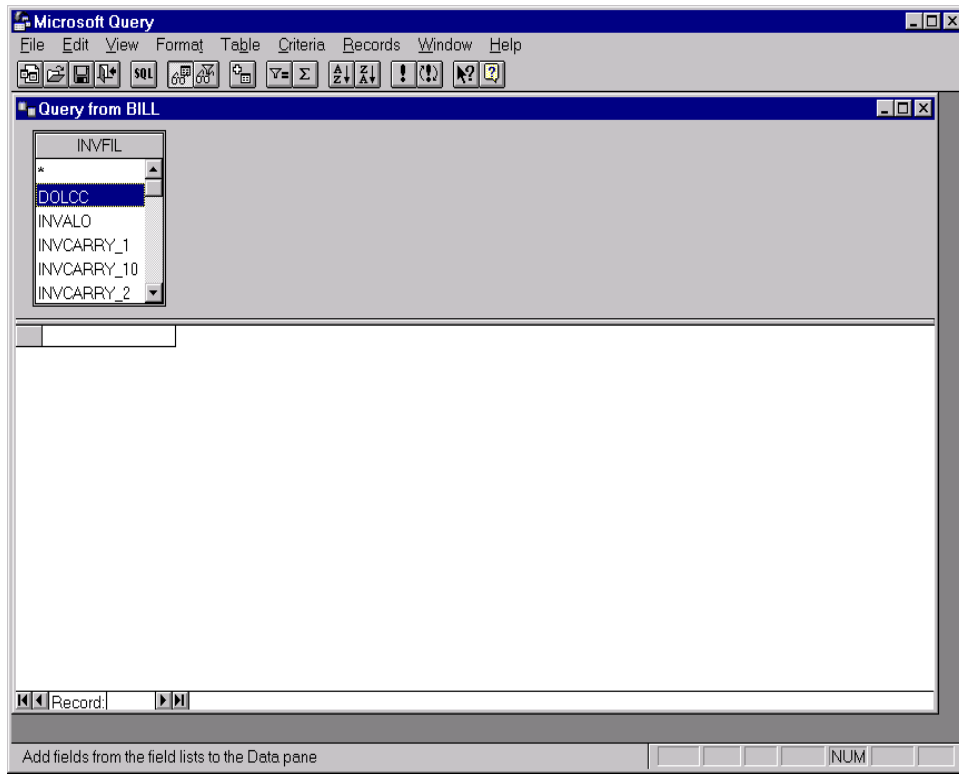 Microsoft Query
File Edit View Format Table Criteria Records Window Help
SQL
Query from BILL
INVFIL
*
DOLCC
INVALO
INVCARRY_1
INVCARRY_10
INVCARRY_2
Record:
Add fields from the field lists to the Data pane
NUM